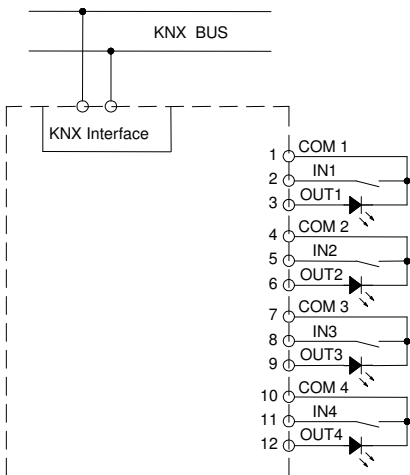 KNX BUS
KNX Interface
1 COM 1
2 IN1
3 OUT1
4 COM 2
5 IN2
6 OUT2
7 COM 3
8 IN3
9 OUT3
10 COM 4
11 IN4
12 OUT4